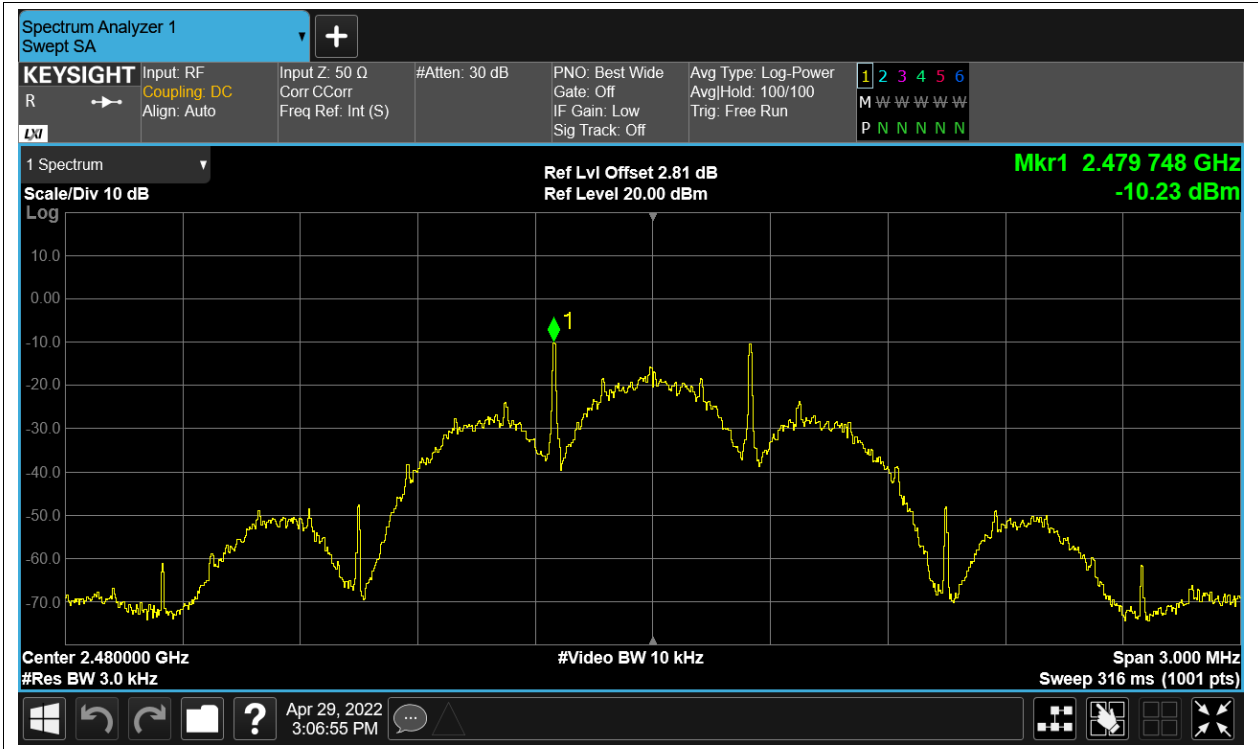 Spectrum Analyzer 1
Swept SA
+
KEYSIGHT
R
LXI
Input: RF
Coupling: DC
Align: Auto
Input Z: 50 Ω
Corr CCorr
Freq Ref: Int (S)
#Atten: 30 dB
PNO: Best Wide
Gate: Off
IF Gain: Low
Sig Track: Off
Avg Type: Log-Power
Avg|Hold: 100/100
Trig: Free Run
1 2 3 4 5 6
M W W W W W W
P N N N N N N
1 Spectrum
Scale/Div 10 dB
Log
Ref Lvl Offset 2.81 dB
Ref Level 20.00 dBm
Mkr1 2.479 748 GHz
-10.23 dBm
10.0
0.00
-10.0
-20.0
-30.0
-40.0
-50.0
-60.0
-70.0
1
Center 2.480000 GHz
#Res BW 3.0 kHz
#Video BW 10 kHz
Span 3.000 MHz
Sweep 316 ms (1001 pts)
?
Apr 29, 2022
3:06:55 PM